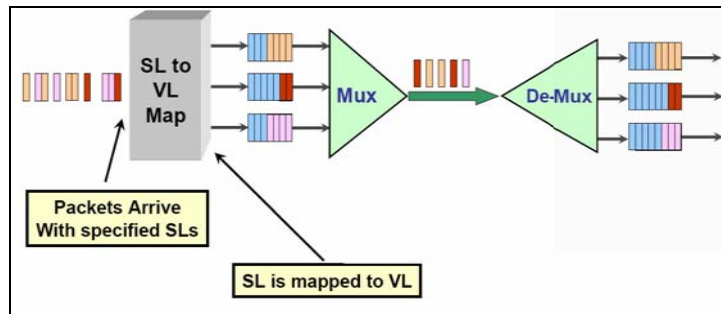 SL to
VL
Map
Mux
De-Mux
Packets Arrive
With specified SLs
SL is mapped to VL